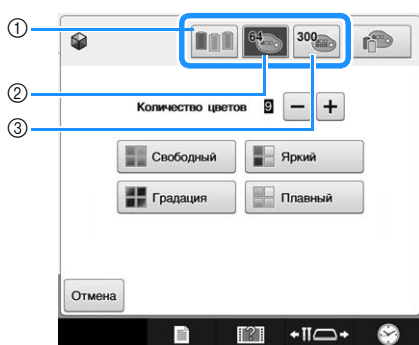 ①
64 300
②
③
Количество цветов 9 − +
Свободный Яркий
Градация Плавный
Отмена